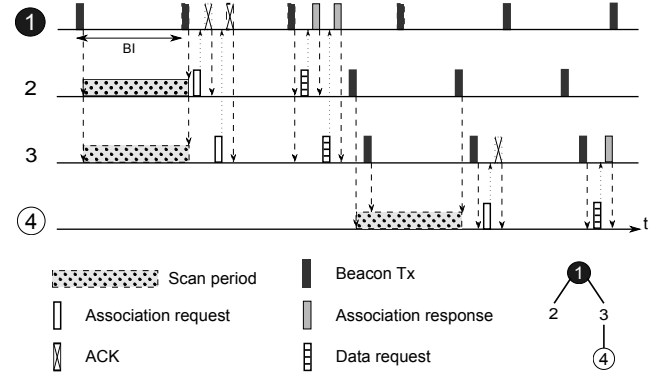 1
BI
2
3
4
t
Scan period
Beacon Tx
1
Association request
Association response
2 3
ACK
Data request
4